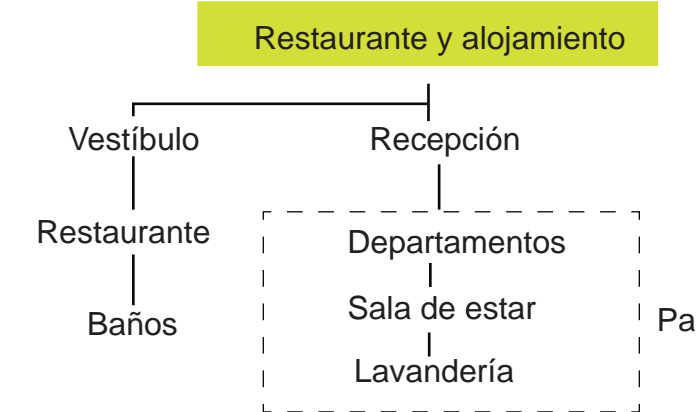 Restaurante y alojamiento
Vestíbulo
Recepción
Restaurante
Departamentos
Sala de estar
Baños
Pa
Lavandería